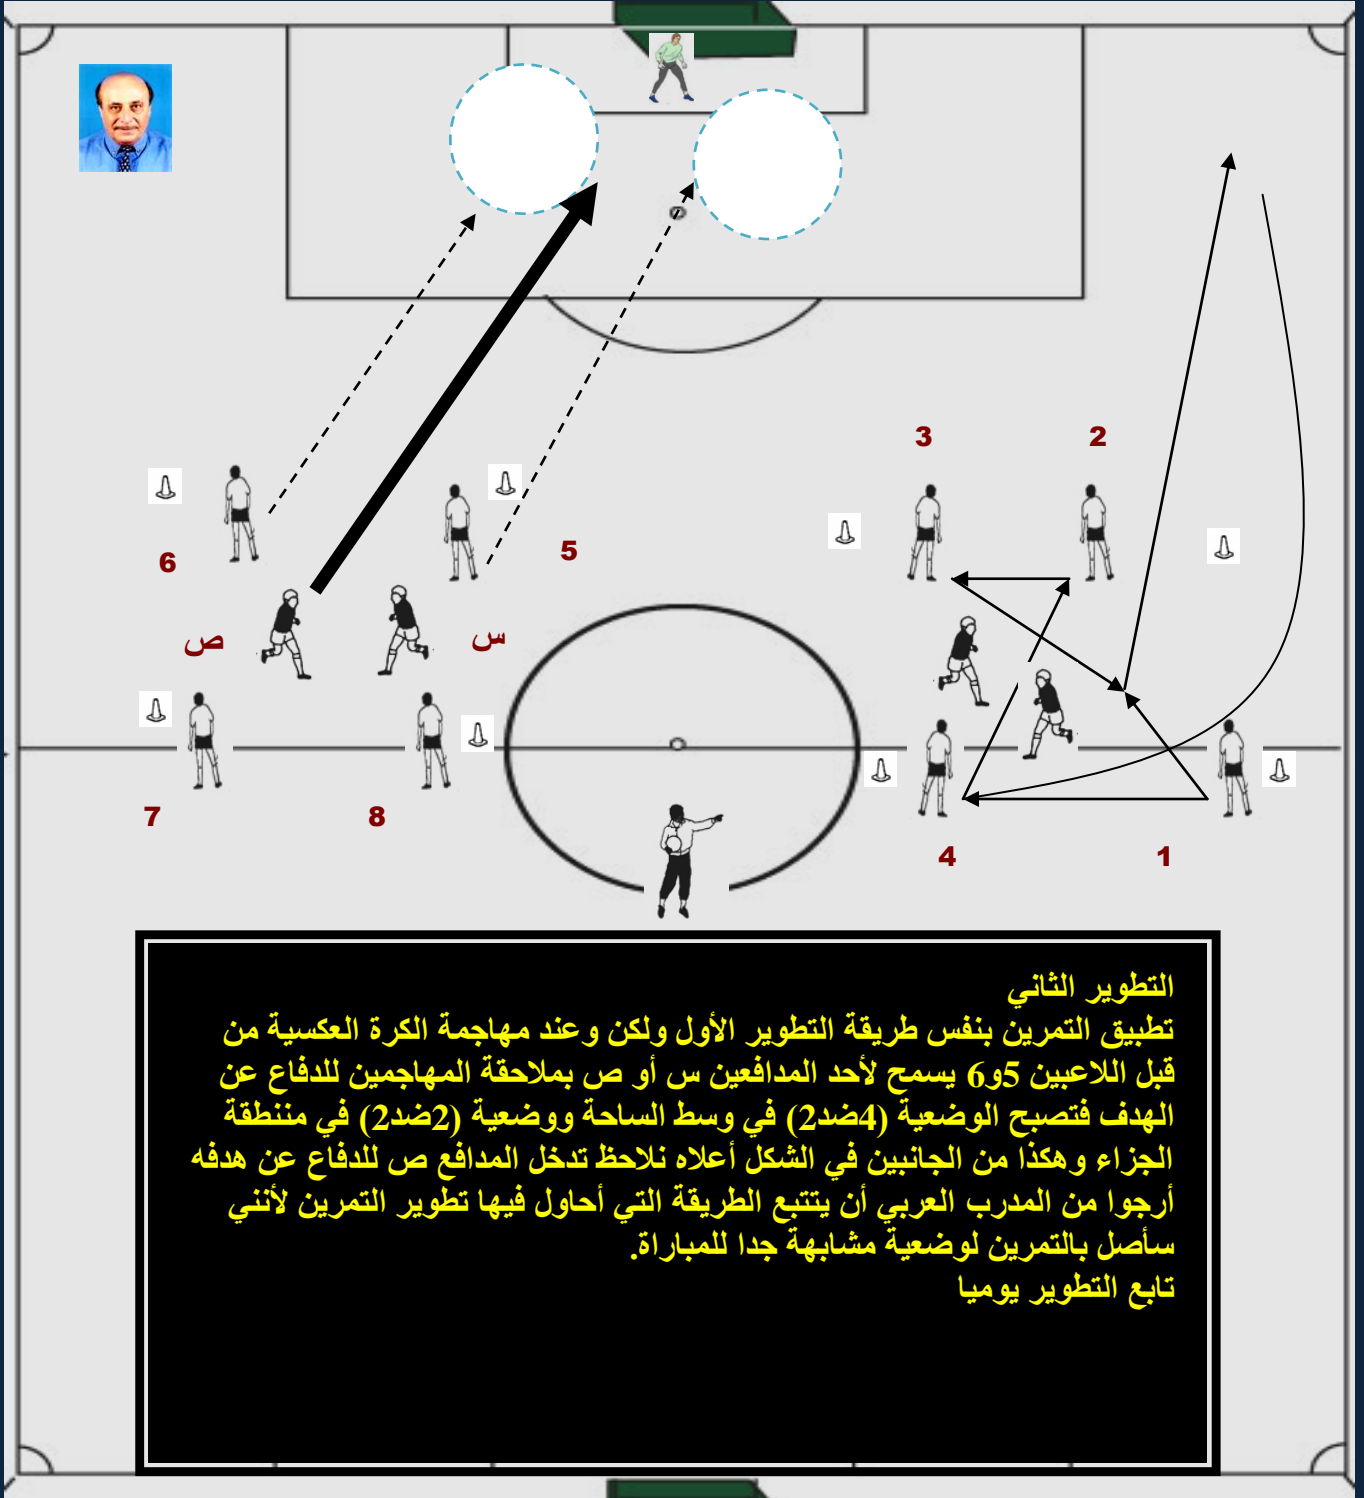 3
2
6
5
ص
س
7
8
4
1
التطوير الثاني
تطبيق التمرين بنفس طريقة التطوير الأول ولكن وعند مهاجمة الكرة العكسية من
قبل اللاعبين 5و6 يسمح لأحد المدافعين س أو ص بملاحقة المهاجمين للدفاع عن
الهدف فتصبح الوضعية (4ضد2) في وسط الساحة ووضعية (2ضد2) في مننطقة
الجزاء وهكذا من الجانبين في الشكل أعلاه نلاحظ تدخل المدافع ص للدفاع عن هدفه
أرجوا من المدرب العربي أن يتتبع الطريقة التي أحاول فيها تطوير التمرين لأنني
سأصل بالتمرين لوضعية مشابهة جدا للمباراة.
تابع التطوير يوميا